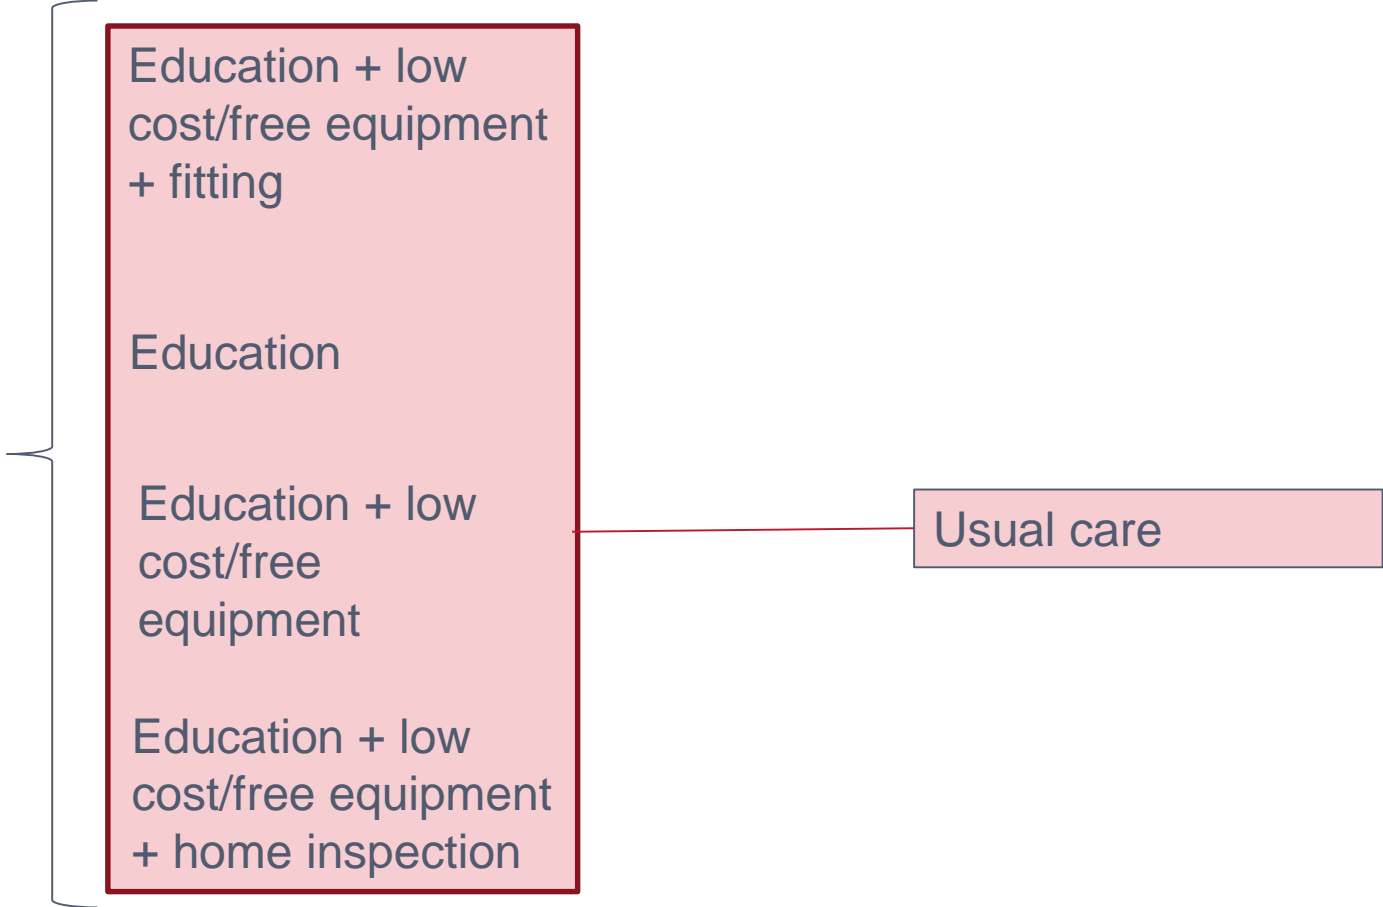 Education + low
cost/free equipment
+ fitting
Education
Education + low
cost/free
equipment
Usual care
Education + low
cost/free equipment
+ home inspection